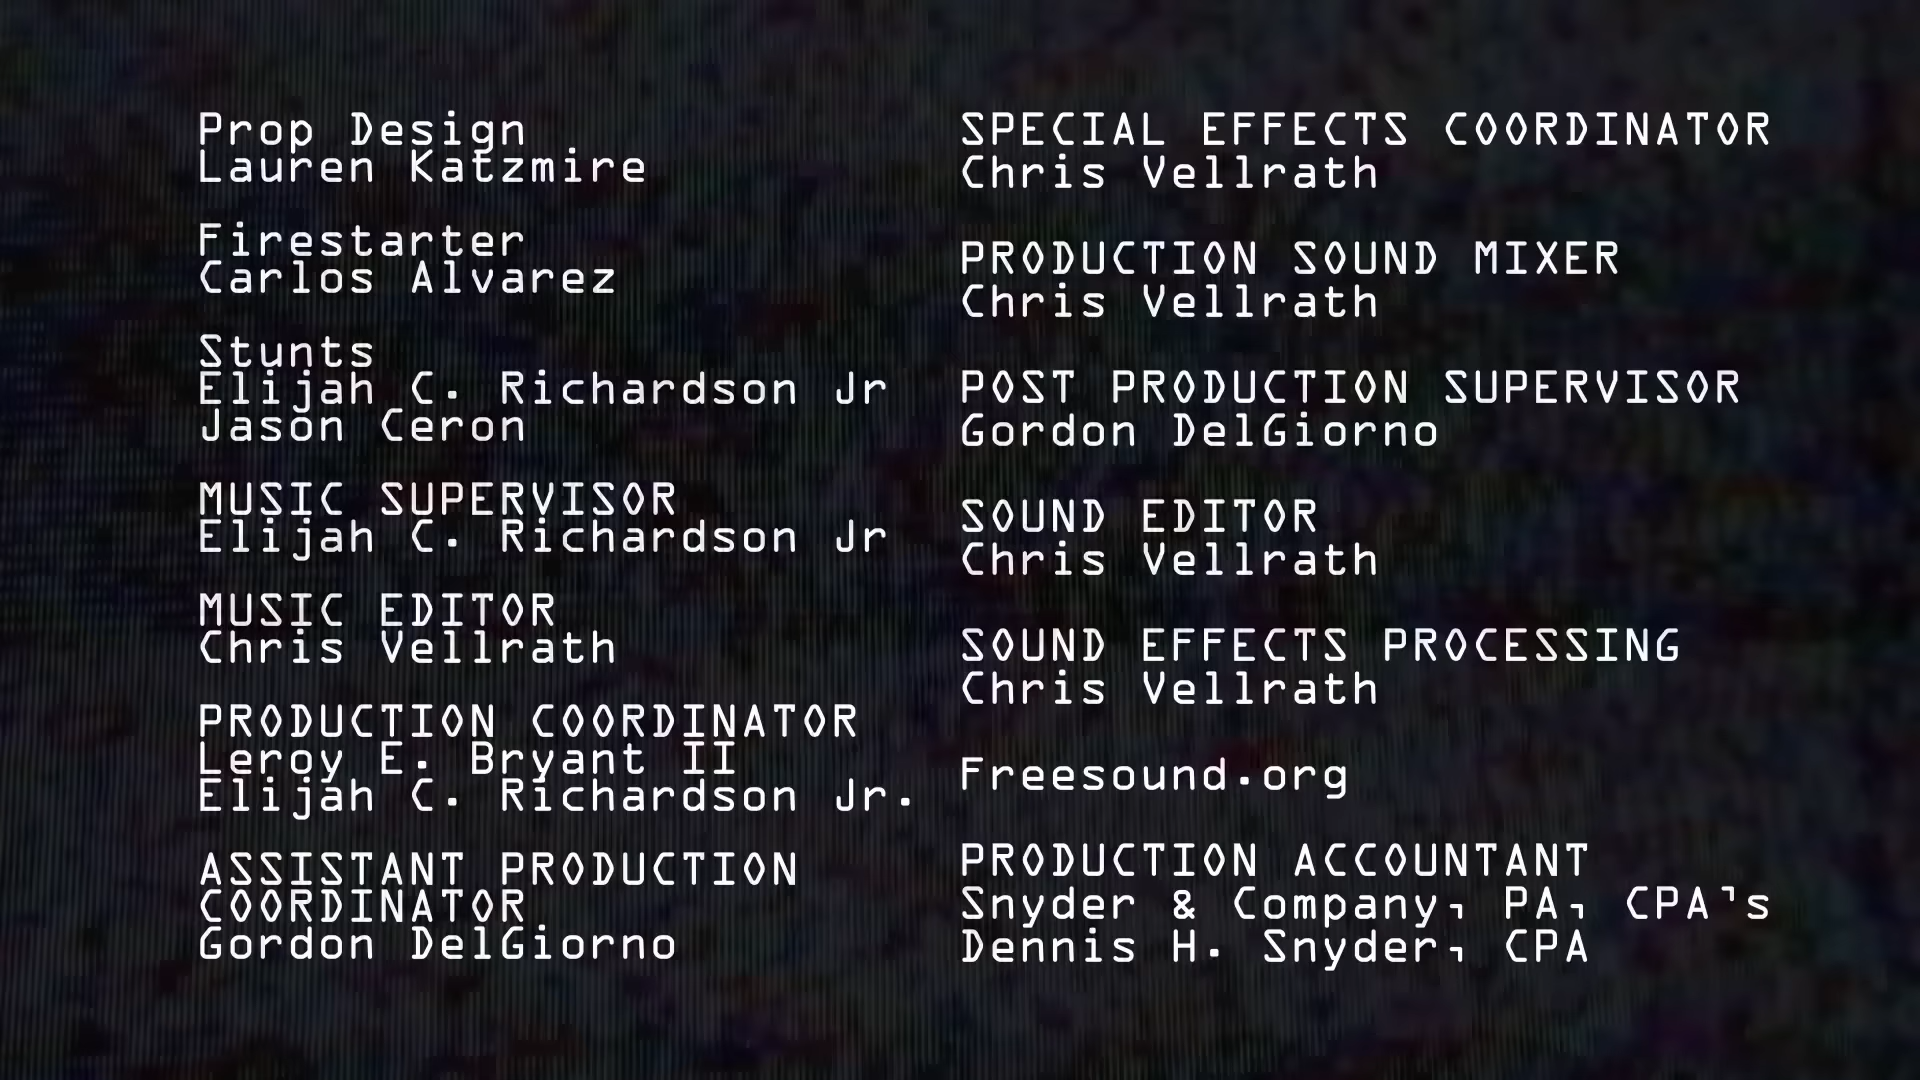 Prop Design
Lauren Katzmire
Firestarter
Carlos Alvarez
Stunts
Elijah C. Richardson Jr
Jason Ceron
MUSIC SUPERVISOR
Elijah C. Richardson Jr
MUSIC EDITOR
Chris Vellrath
PRODUCTION COORDINATOR
Leroy E. Bryant II
Elijah C. Richardson Jr.
ASSISTANT PRODUCTION
COORDINATOR
Gordon DelGiorno
SPECIAL EFFECTS COORDINATOR
Chris Vellrath
PRODUCTION SOUND MIXER
Chris Vellrath
POST PRODUCTION SUPERVISOR
Gordon DelGiorno
SOUND EDITOR
Chris Vellrath
SOUND EFFECTS PROCESSING
Chris Vellrath
Freesound.org
PRODUCTION ACCOUNTANT
Snyder & Company, PA, CPA's
Dennis H. Snyder, CPA